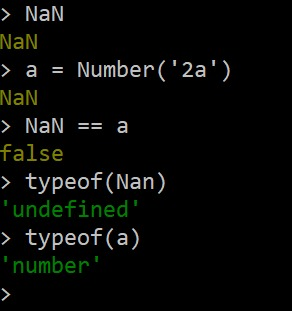 > NaN
NaN
> a = Number('2a')
NaN
> NaN == a
false
> typeof(Nan)
'undefined'
> typeof(a)
'number'
>